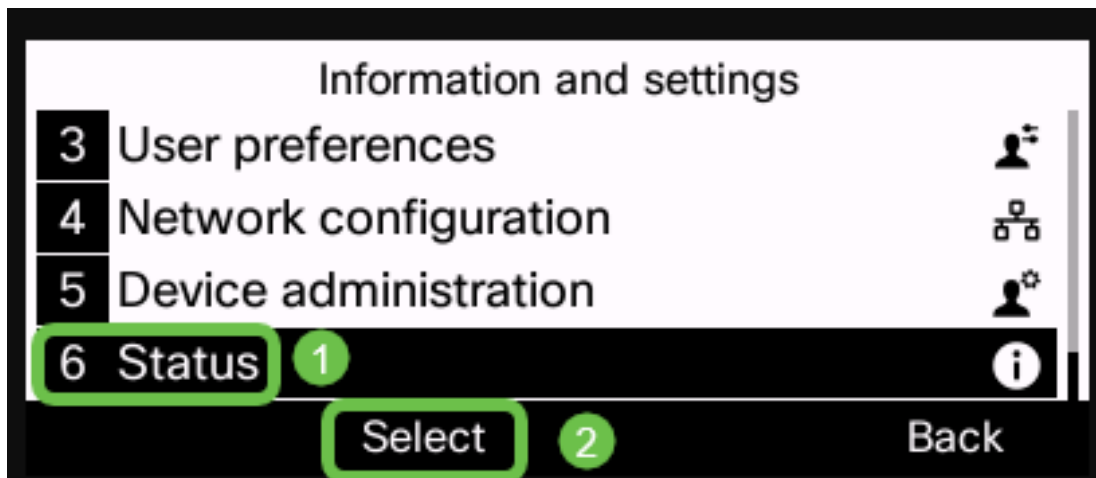 Information and settings
3 User preferences
4 Network configuration
5 Device administration
6 Status 1
Select 2 Back